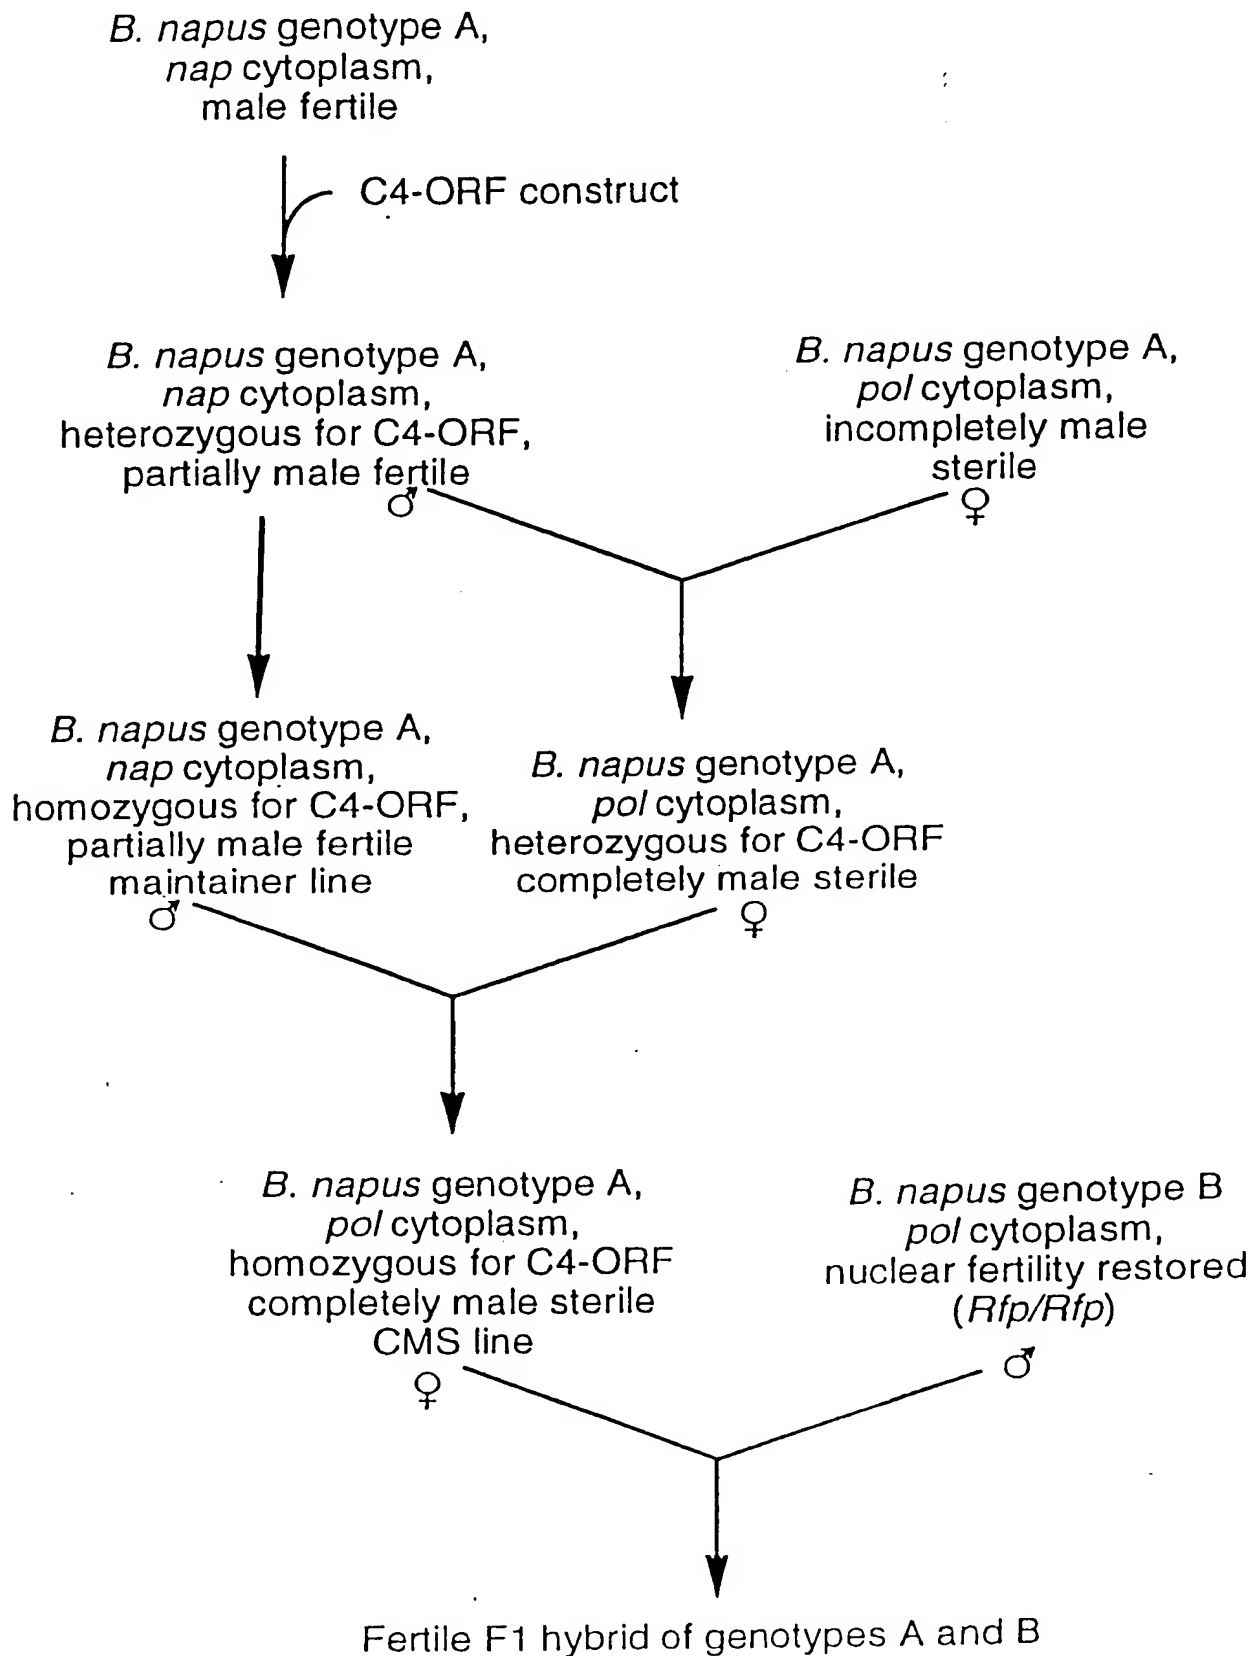 B. napus genotype A,
nap cytoplasm,
male fertile
C4-ORF construct
B. napus genotype A,
nap cytoplasm,
heterozygous for C4-ORF,
partially male fertile
♂
B. napus genotype A,
pol cytoplasm,
incompletely male
sterile
♀
B. napus genotype A,
nap cytoplasm,
homozygous for C4-ORF,
partially male fertile
maintainer line
♂
B. napus genotype A,
pol cytoplasm,
heterozygous for C4-ORF
completely male sterile
♀
B. napus genotype A,
pol cytoplasm,
homozygous for C4-ORF
completely male sterile
CMS line
♀
B. napus genotype B
pol cytoplasm,
nuclear fertility restored
(Rfp/Rfp)
♂
Fertile F1 hybrid of genotypes A and B